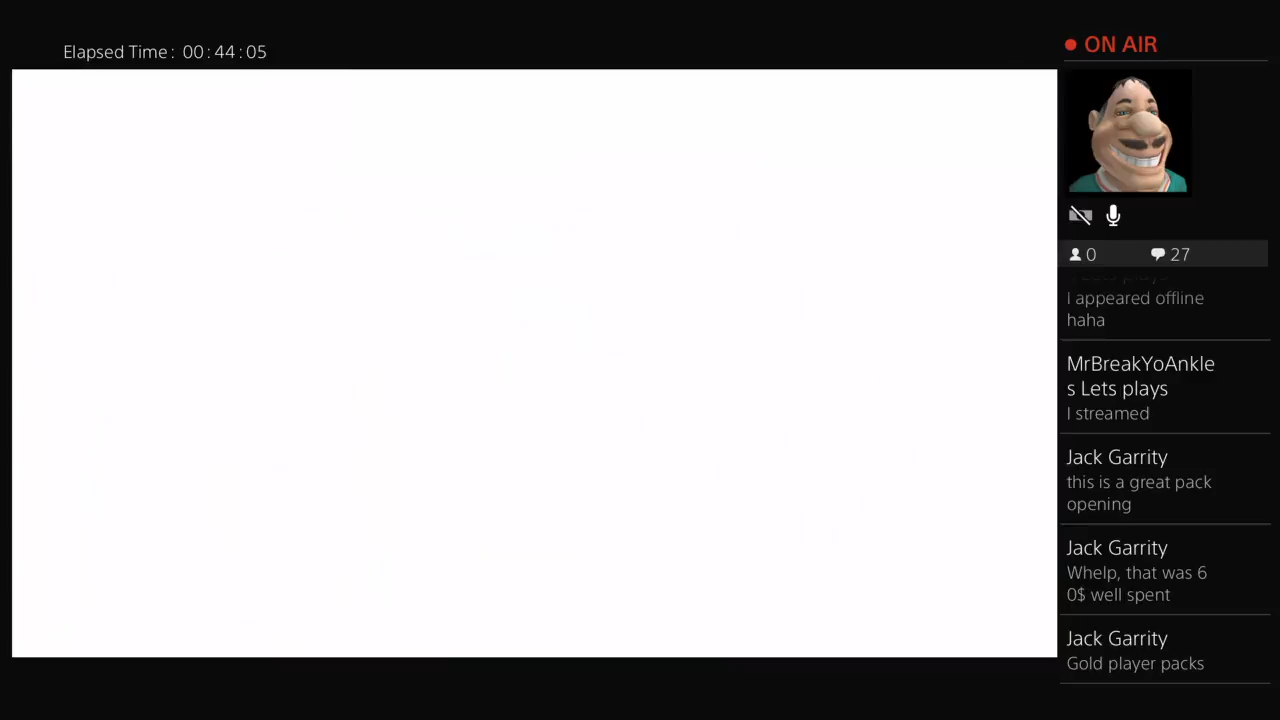 Elapsed Time: 00:44:05
ON AIR
0
27
I appeared offline
haha
MrBreakYoAnkle
s Lets plays
I streamed
Jack Garrity
this is a great pack
opening
Jack Garrity
Whelp, that was 6
0$ well spent
Jack Garrity
Gold player packs